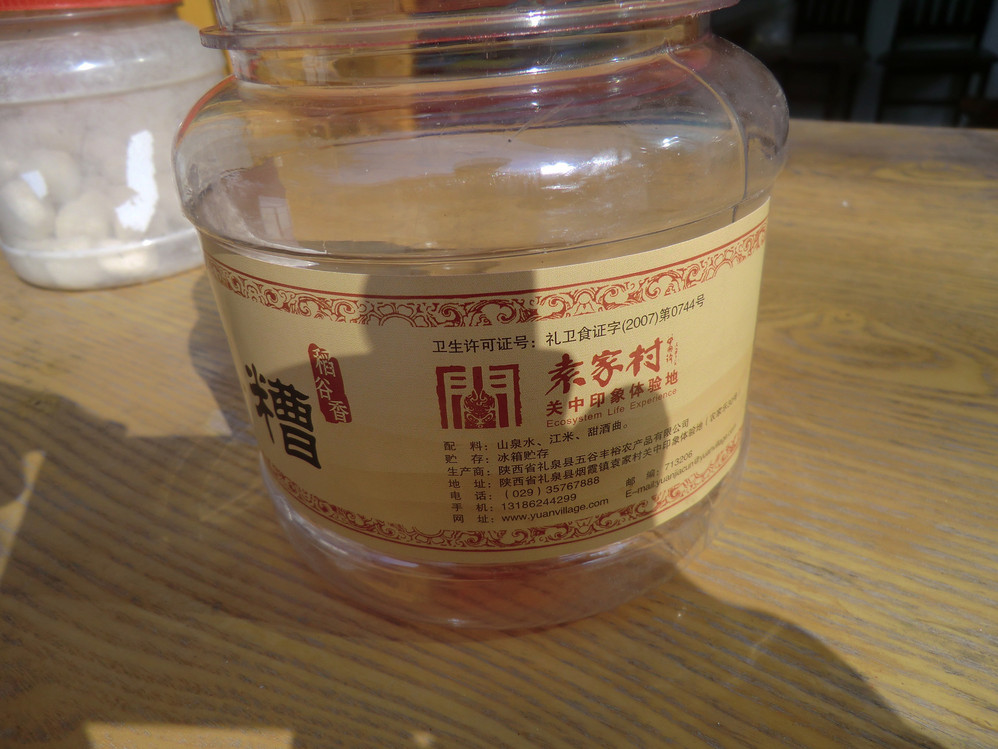 糟
稻谷香
卫生许可证号：礼卫食证字(2007)第0744号
袁家村
关中印象体验地
Ecosystem Life Experience
配 料：山泉水、江米、甜酒曲。
贮 存：冰箱贮存
生产商：陕西省礼泉县五谷丰裕农产品有限公司
地 址：陕西省礼泉县烟霞镇袁家村关中印象体验地（农家乐
电 话：（029）35767888
邮 编：713206
手 机：13186244299
网 址：www.yuanvillage.com